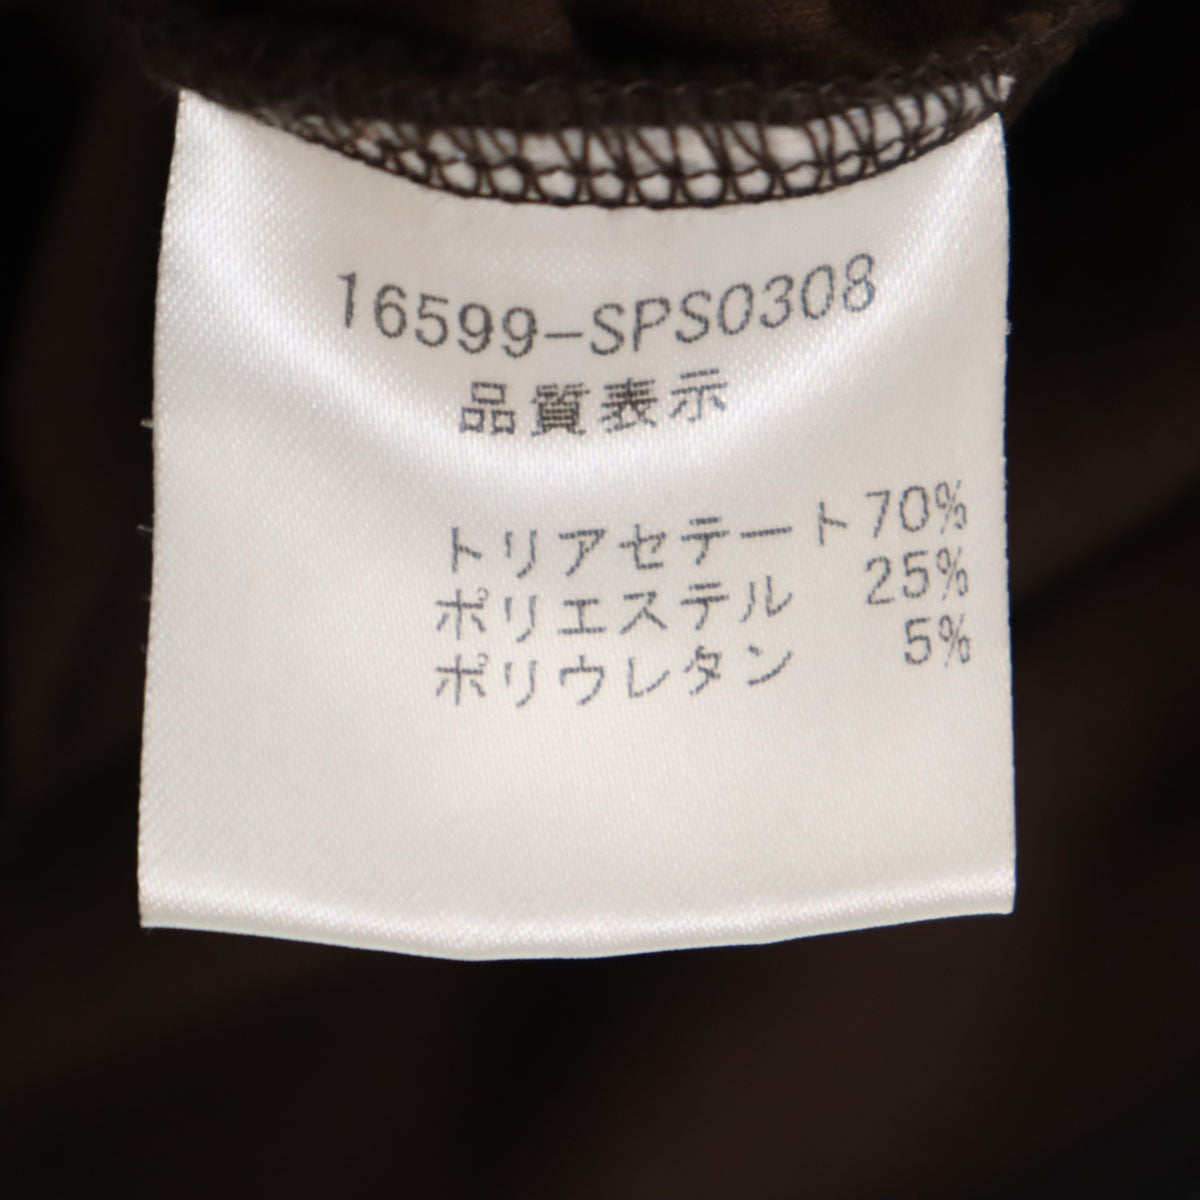 16599-SPS0308
品質表示
トリアセテート70%
ポリエステル 25%
ポリウレタン 5%